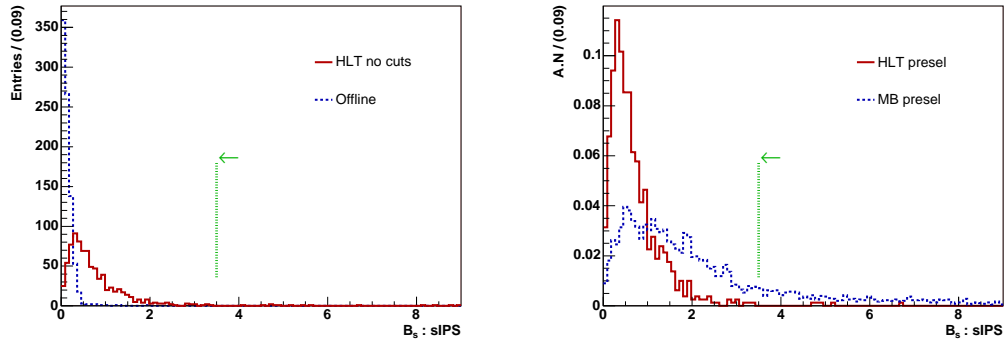 Entries / (0.09)
350
300
250
200
150
100
50
0
HLT no cuts
Offline
0 2 4 6 8
B_s : sIPS
A.N / (0.09)
0.1
0.08
0.06
0.04
0.02
0
HLT presel
MB presel
0 2 4 6 8
B_s : sIPS